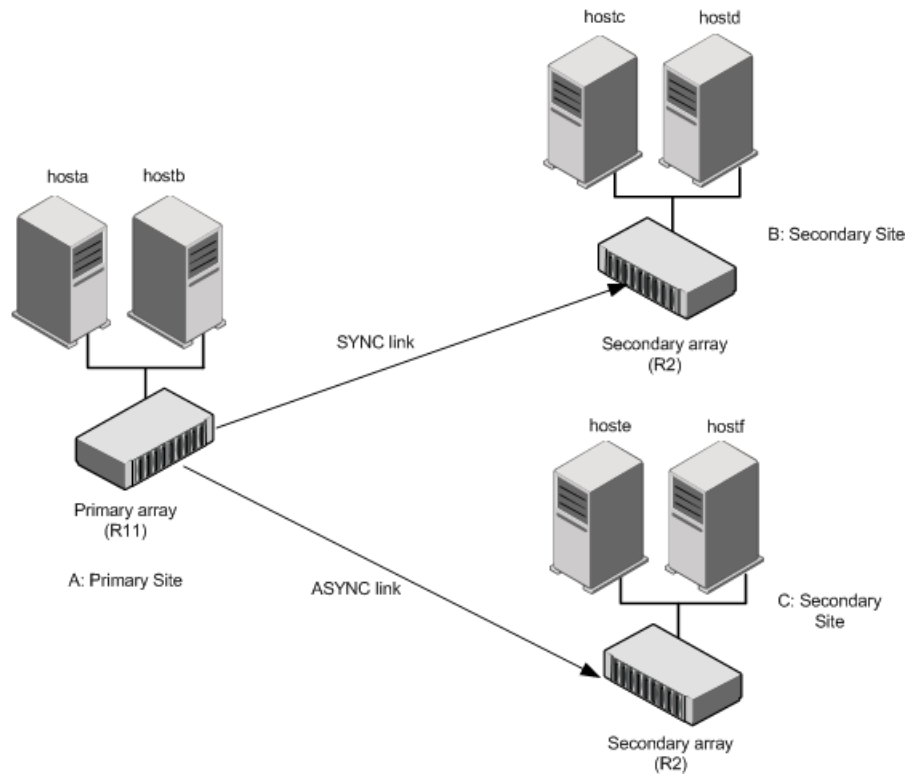 hostc
hostd
hosta
hostb
B: Secondary Site
SYNC link
Secondary array
(R2)
hoste
hostf
Primary array
(R11)
A: Primary Site
ASYNC link
C: Secondary
Site
Secondary array
(R2)